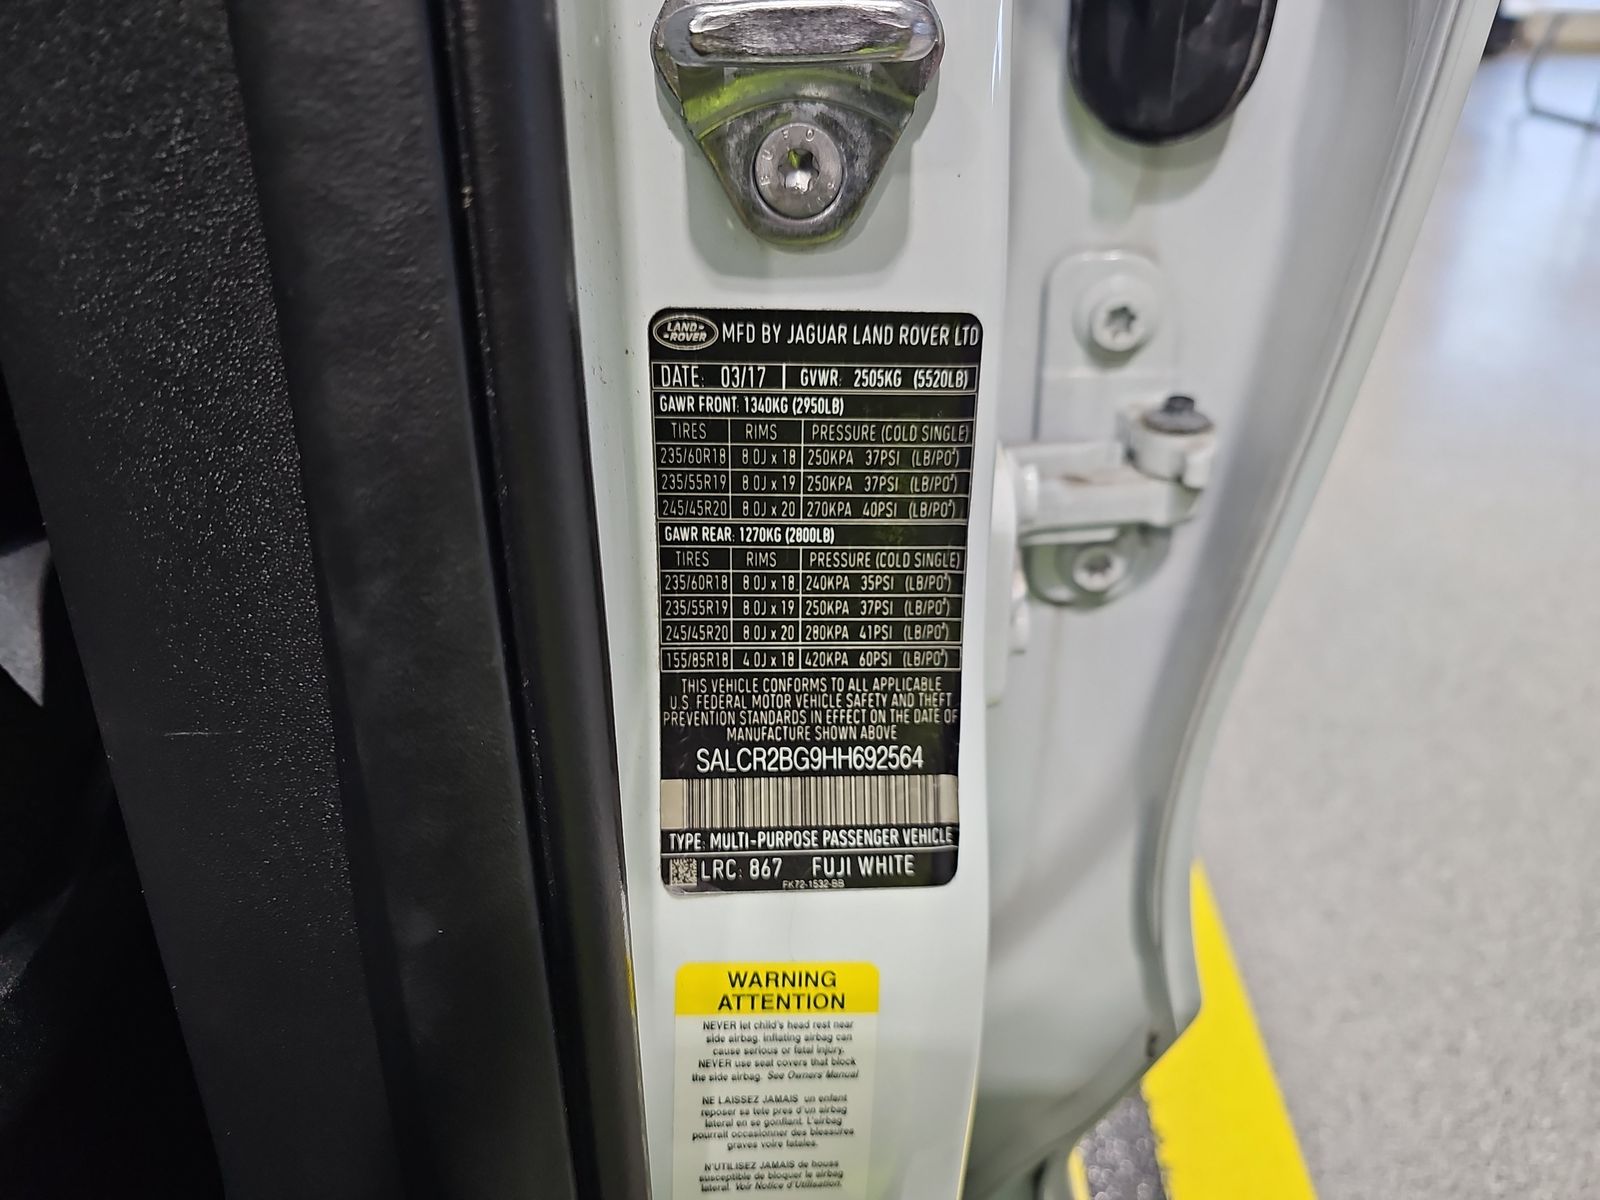 LAND-
-ROVER
MFD BY JAGUAR LAND ROVER LTD
DATE: 03/17 GVWR: 2505KG (5520LB)
GAWR FRONT: 1340KG (2950LB)
TIRES RIMS PRESSURE (COLD SINGLE)
235/60R18 8.0J x 18 250KPA 37PSI (LB/PO²)
235/55R19 8.0J x 19 250KPA 37PSI (LB/PO²)
245/45R20 8.0J x 20 270KPA 40PSI (LB/PO²)
GAWR REAR: 1270KG (2800LB)
TIRES RIMS PRESSURE (COLD SINGLE)
235/60R18 8.0J x 18 240KPA 35PSI (LB/PO²)
235/55R19 8.0J x 19 250KPA 37PSI (LB/PO²)
245/45R20 8.0J x 20 280KPA 41PSI (LB/PO²)
155/85R18 4.0J x 18 420KPA 60PSI (LB/PO²)
THIS VEHICLE CONFORMS TO ALL APPLICABLE
U.S. FEDERAL MOTOR VEHICLE SAFETY AND THEFT
PREVENTION STANDARDS IN EFFECT ON THE DATE OF
MANUFACTURE SHOWN ABOVE
SALCR2BG9HH692564
TYPE: MULTI-PURPOSE PASSENGER VEHICLE
LRC: 867 FUJI WHITE
FK72-1532-BB
WARNING
ATTENTION
NEVER let child's head rest near
side airbag. Inflating airbag can
cause serious or fatal injury.
NEVER use seat covers that block
the side airbag. See Owners Manual
NE LAISSEZ JAMAIS un enfant
reposer sa tete pres d'un airbag
lateral en se gonflant. L'airbag
pourrait occasionner des blessures
graves voire fatales.
N'UTILISEZ JAMAIS de house
susceptible de bloquer le airbag
lateral. Voir Notice d'Utilisation.